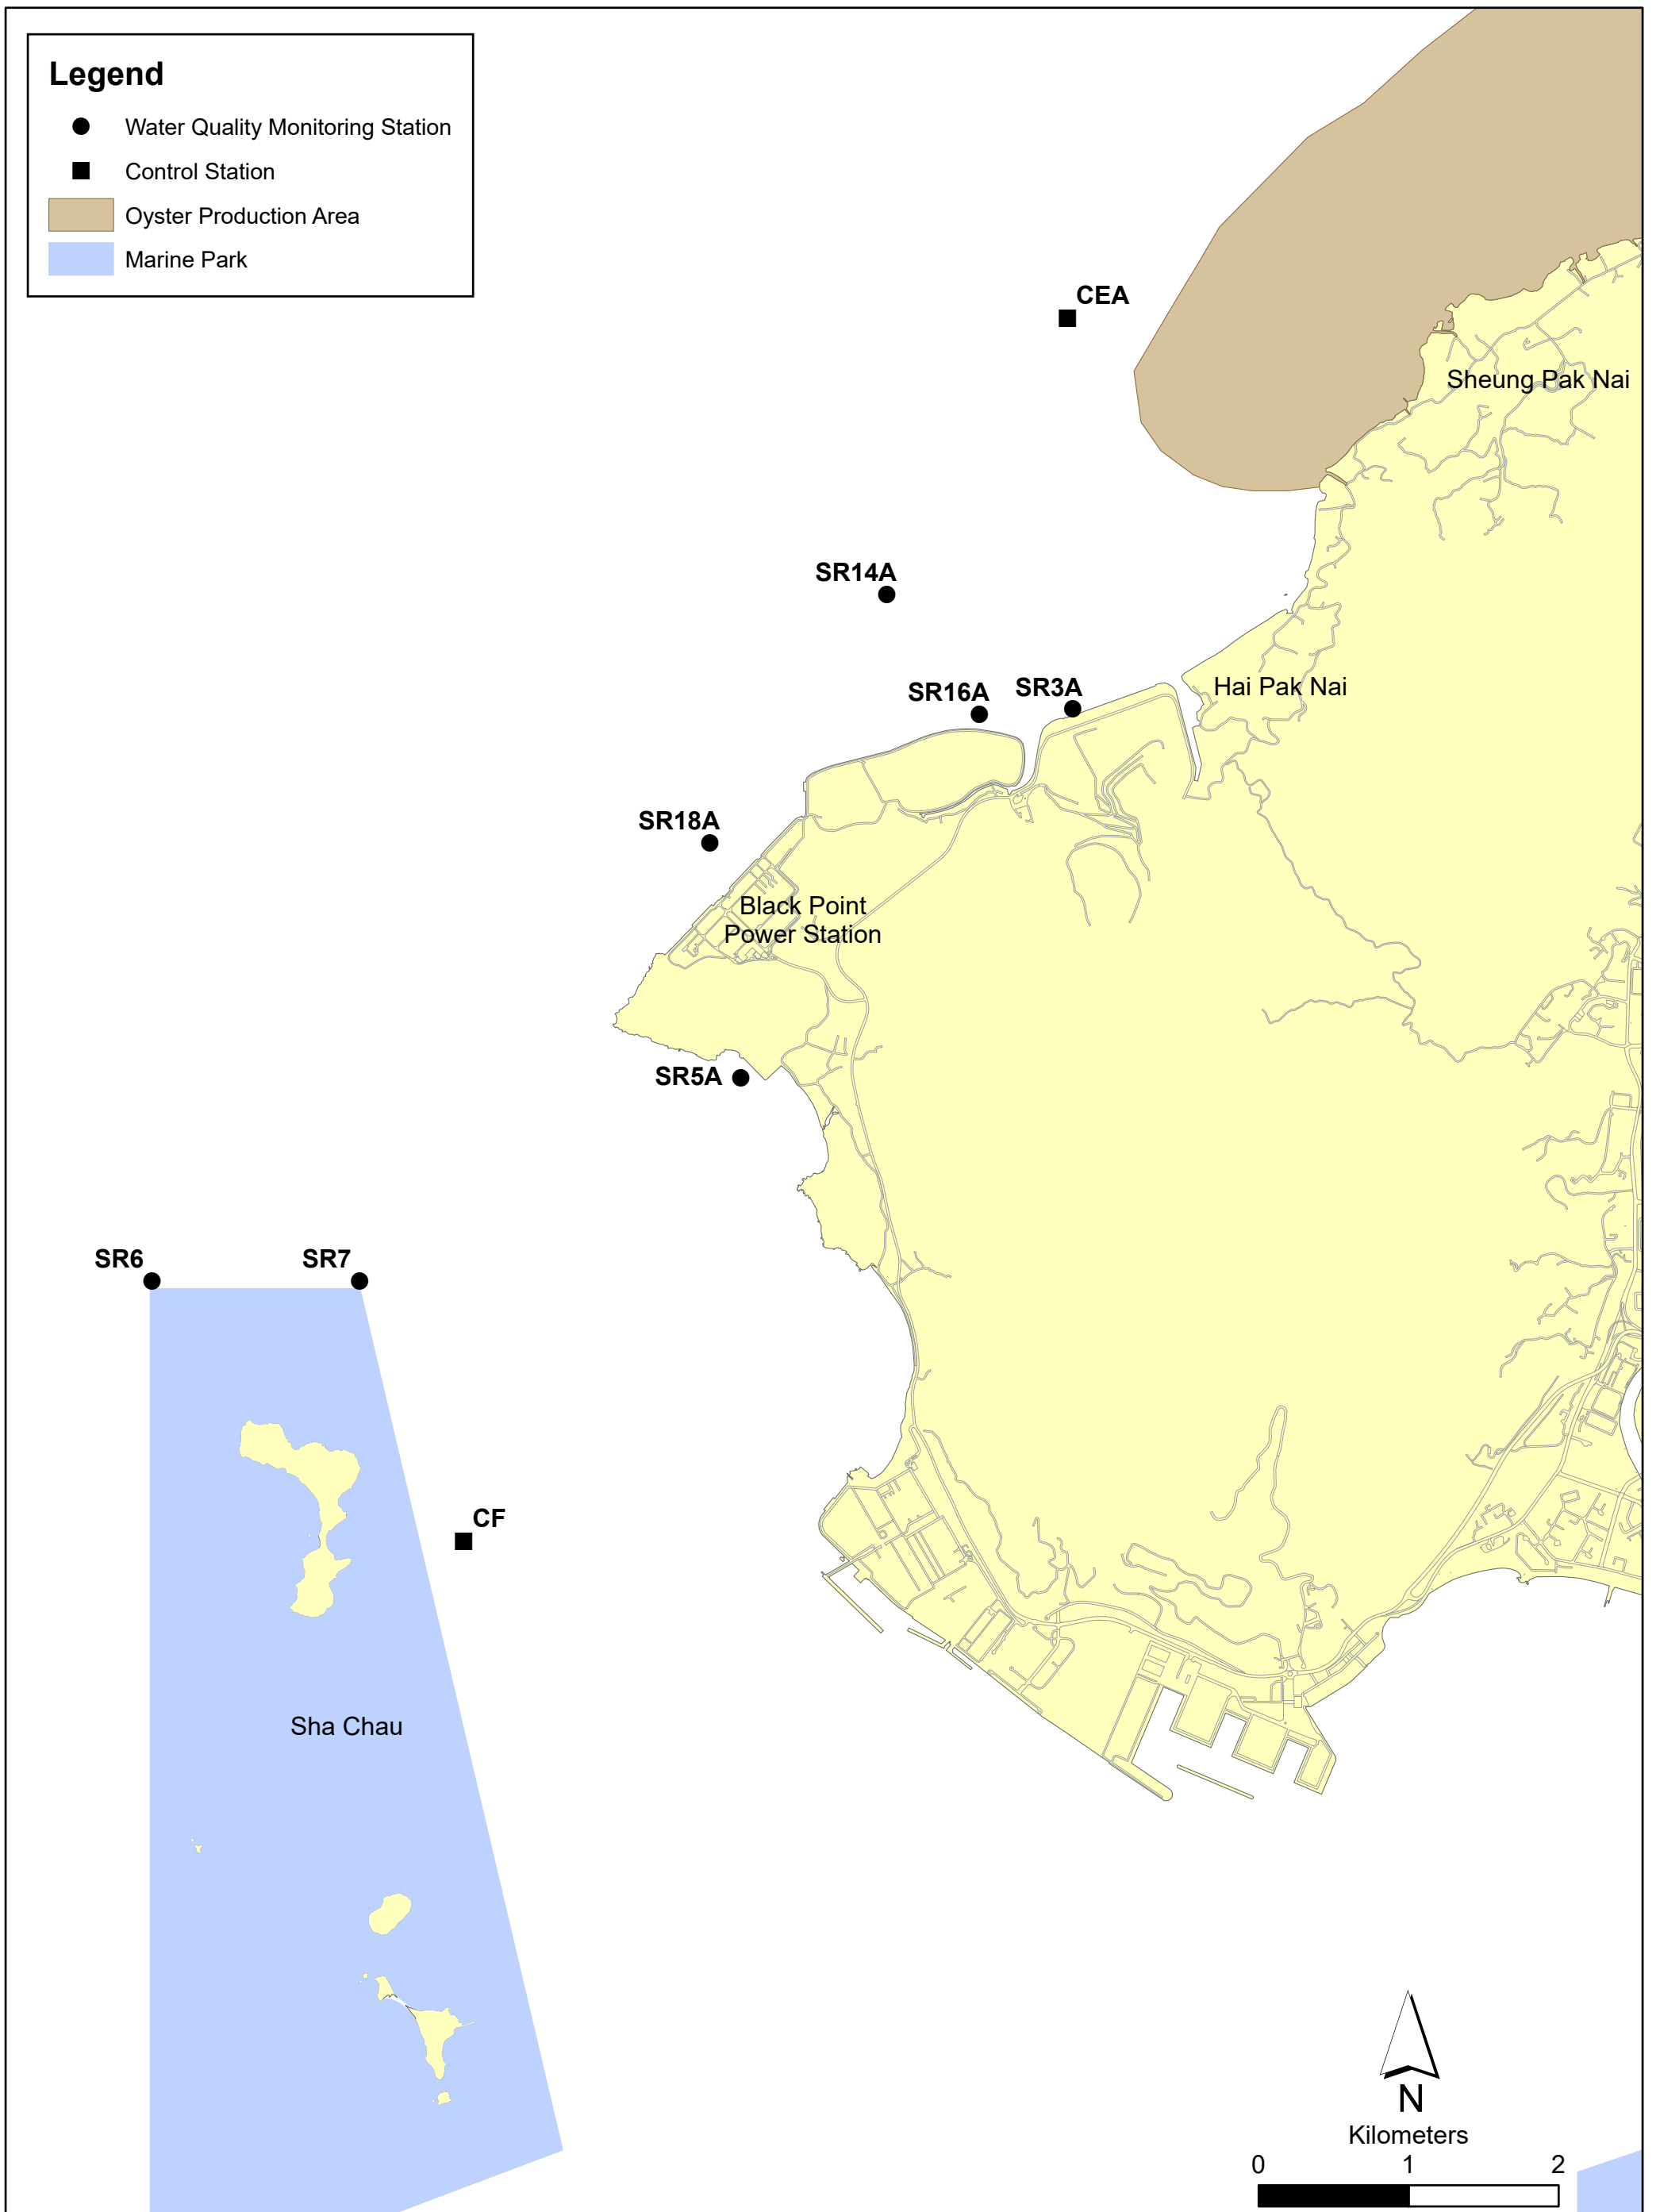 Legend
Water Quality Monitoring Station
Control Station
Oyster Production Area
Marine Park
CEA
Sheung Pak Nai
SR14A
SR16A
SR3A
Hai Pak Nai
SR18A
Black Point
Power Station
SR5A
SR6
SR7
CF
Sha Chau
N
Kilometers
0 1 2